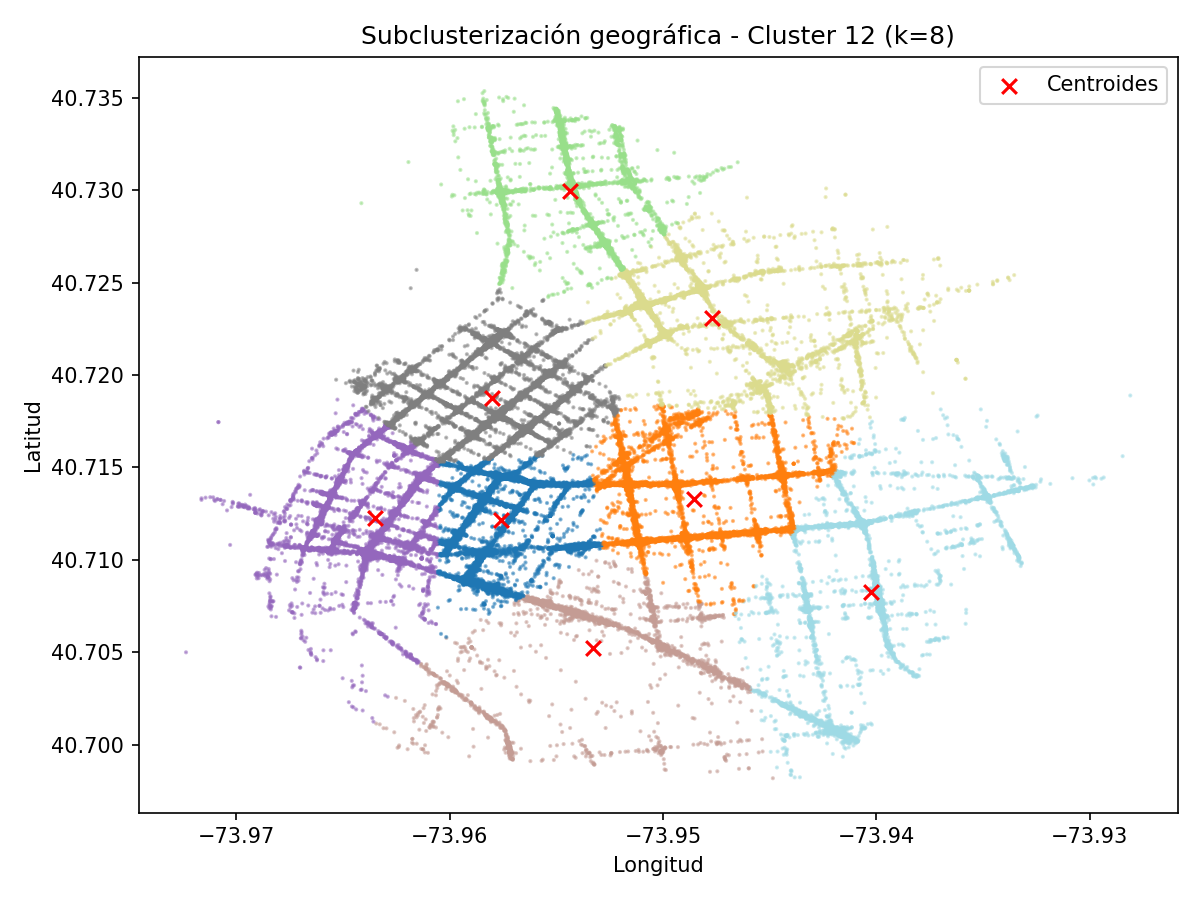 Subclusterización geográfica - Cluster 12 (k=8)
Centroides
40.735
40.730
40.725
40.720
40.715
40.710
40.705
40.700
Latitud
−73.97 −73.96 −73.95 −73.94 −73.93
Longitud